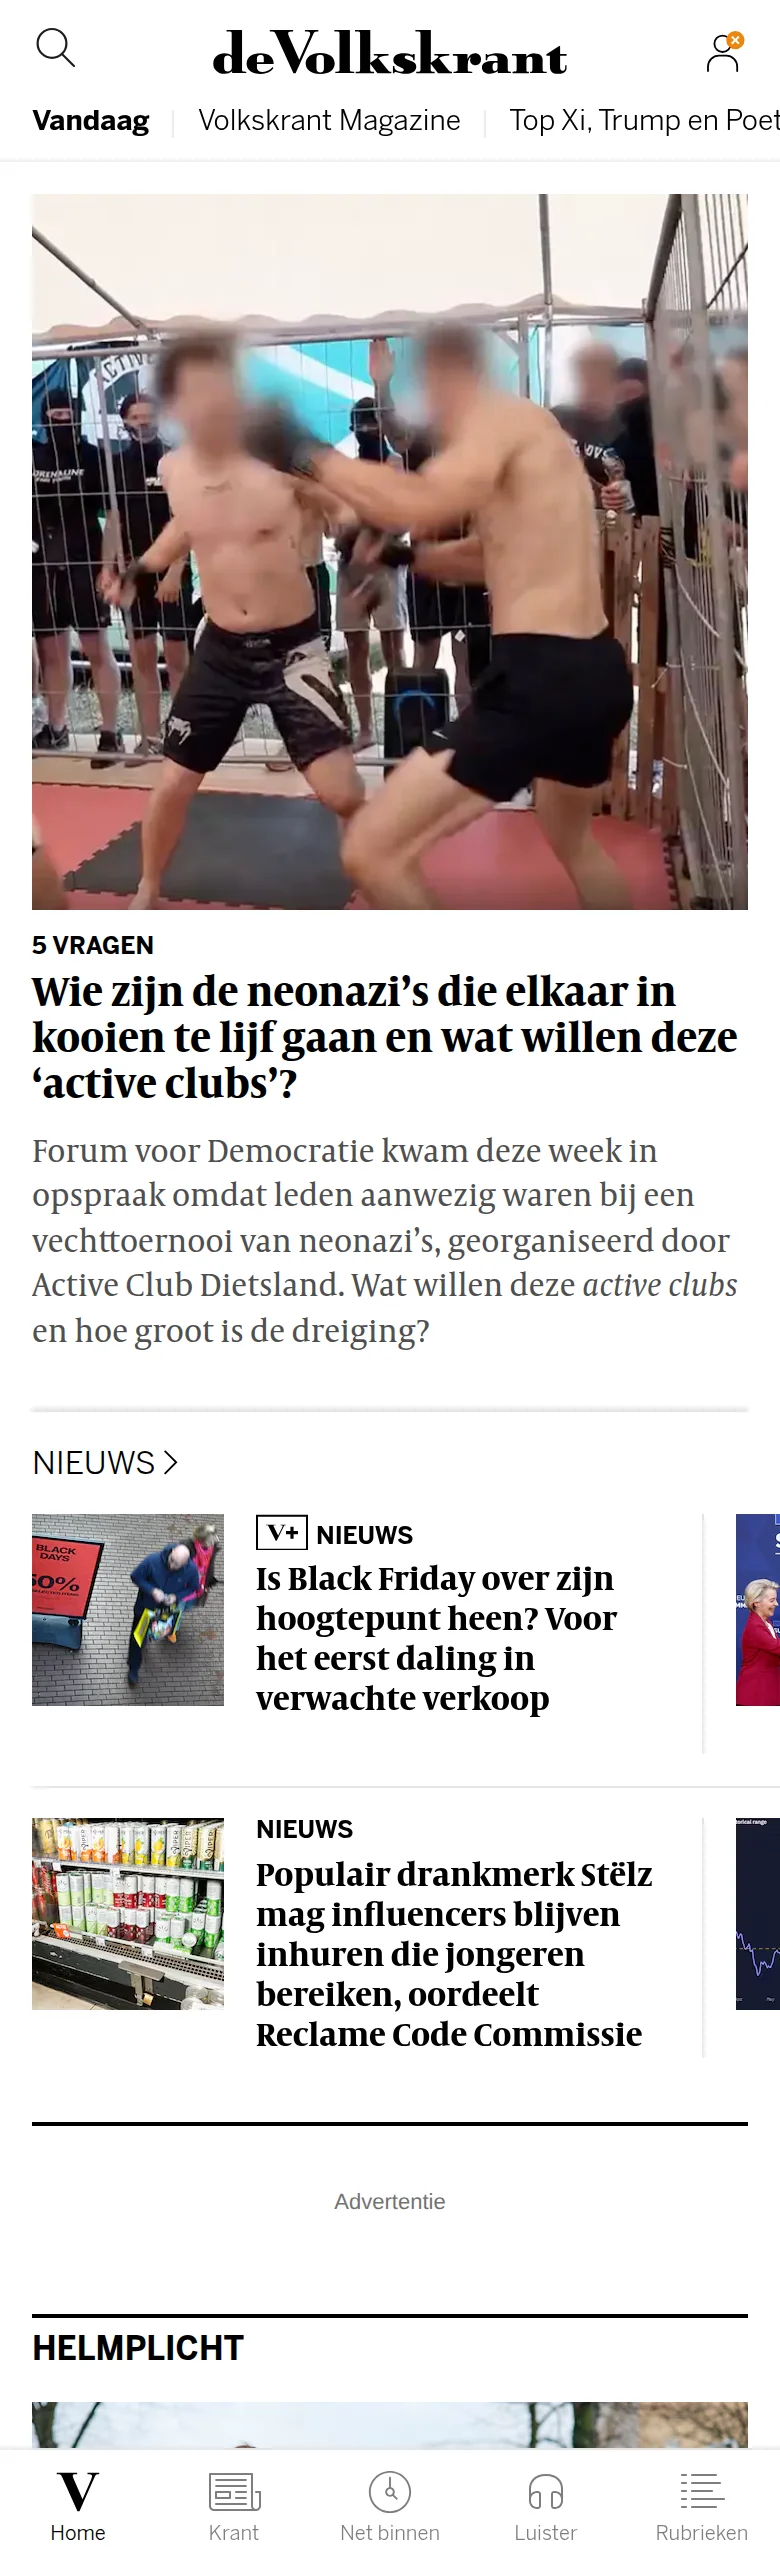 deVolkskrant
Vandaag
Volkskrant Magazine
Top Xi, Trump en Poet
ACTIVE
5 VRAGEN
Wie zijn de neonazi’s die elkaar in
kooien te lijf gaan en wat willen deze
‘active clubs’?
Forum voor Democratie kwam deze week in
opspraak omdat leden aanwezig waren bij een
vechttoernooi van neonazi’s, georganiseerd door
Active Club Dietsland. Wat willen deze active clubs
en hoe groot is de dreiging?
NIEUWS
BLACK
DAYS
50%
V+ NIEUWS
Is Black Friday over zijn
hoogtepunt heen? Voor
het eerst daling in
verwachte verkoop
NIEUWS
Populair drankmerk Stëlz
mag influencers blijven
inhuren die jongeren
bereiken, oordeelt
Reclame Code Commissie
Advertentie
HELMPLICHT
V
Home
Krant
Net binnen
Luister
Rubrieken